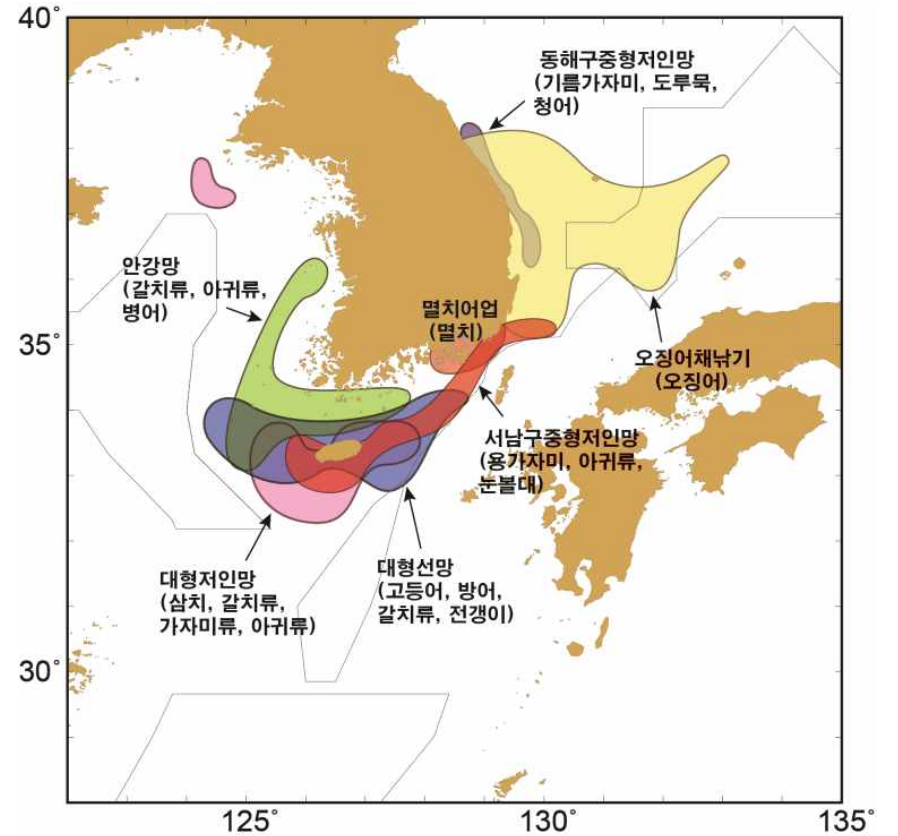 40°
동해구중형저인망
(기름가자미, 도루묵,
청어)
안강망
(갈치류, 아귀류,
병어)
멸치어업
(멸치)
35°
오징어채낚기
(오징어)
서남구중형저인망
(용가자미, 아귀류,
눈볼대)
대형저인망
(삼치, 갈치류,
가자미류, 아귀류)
대형선망
(고등어, 방어,
갈치류, 전갱이)
30°
125°
130°
135°